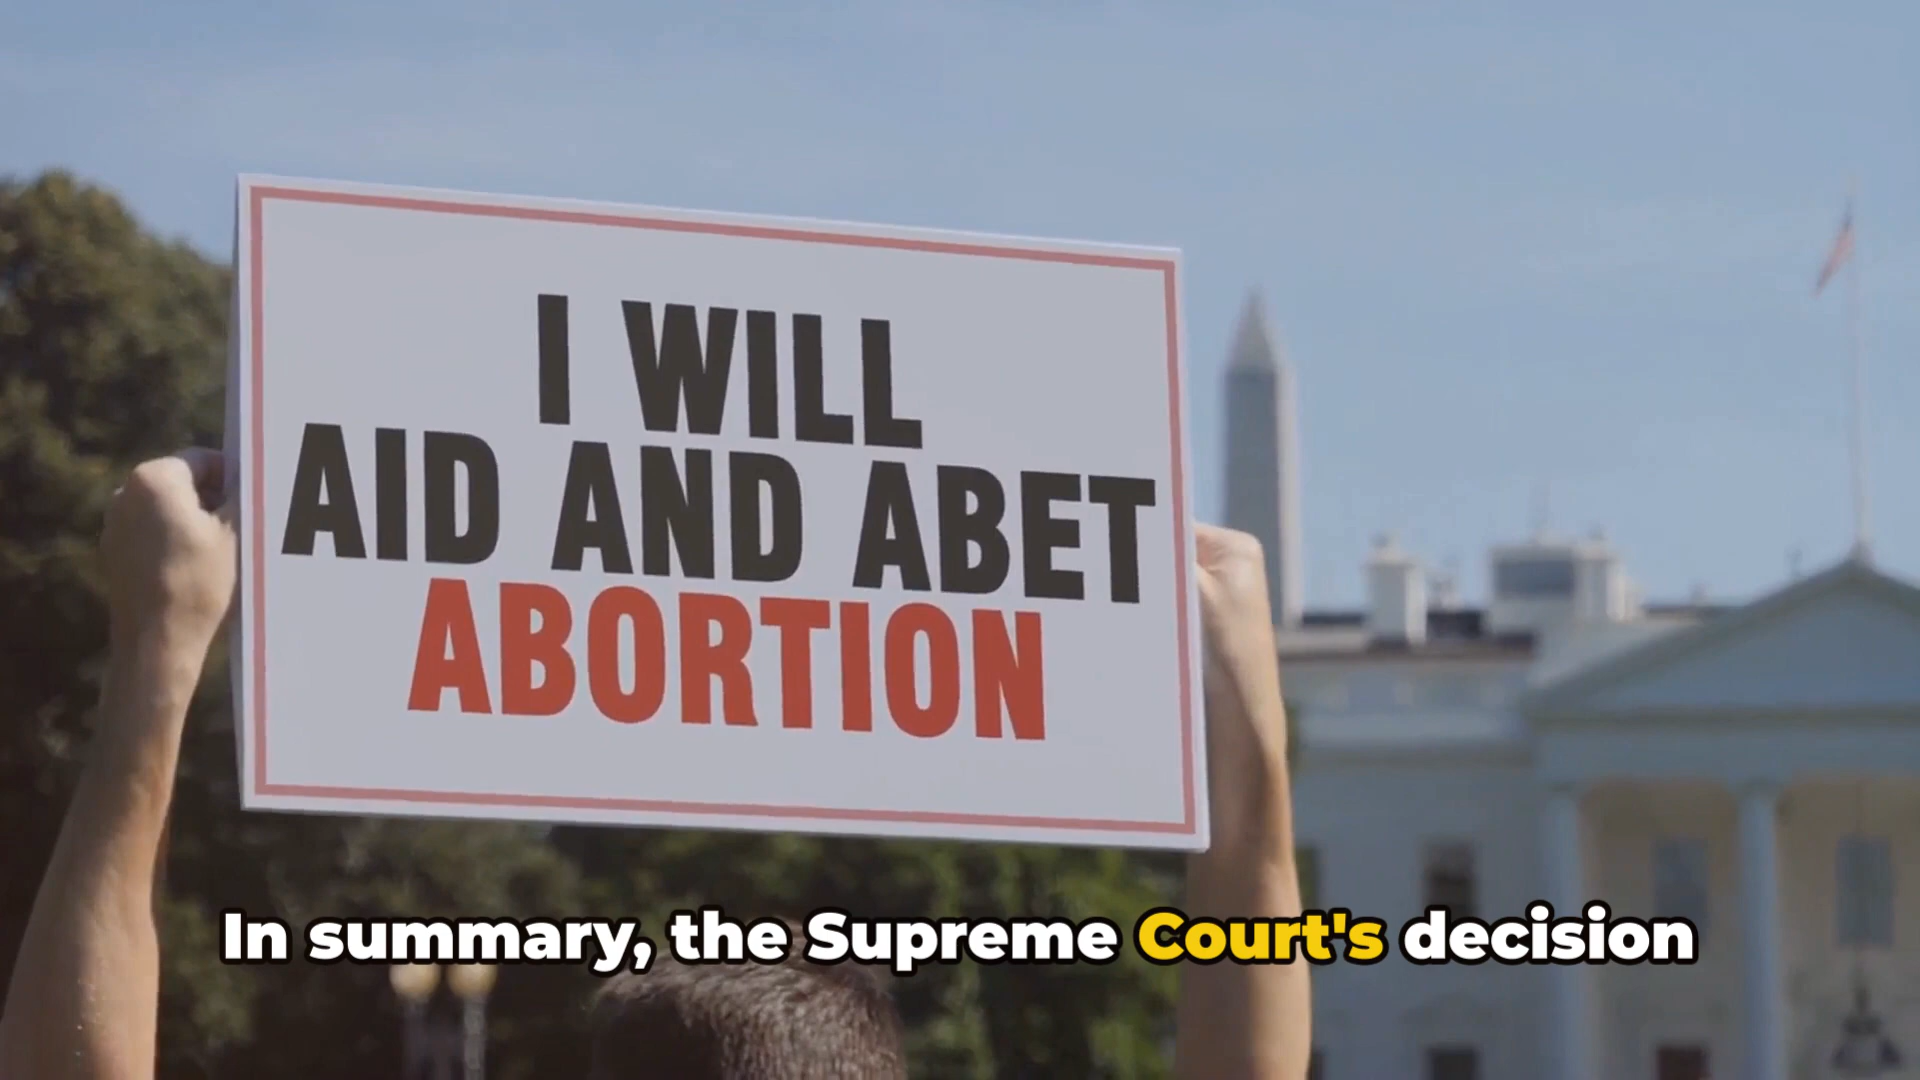 I WILL
AID AND ABET
ABORTION
In summary, the Supreme Court's decision